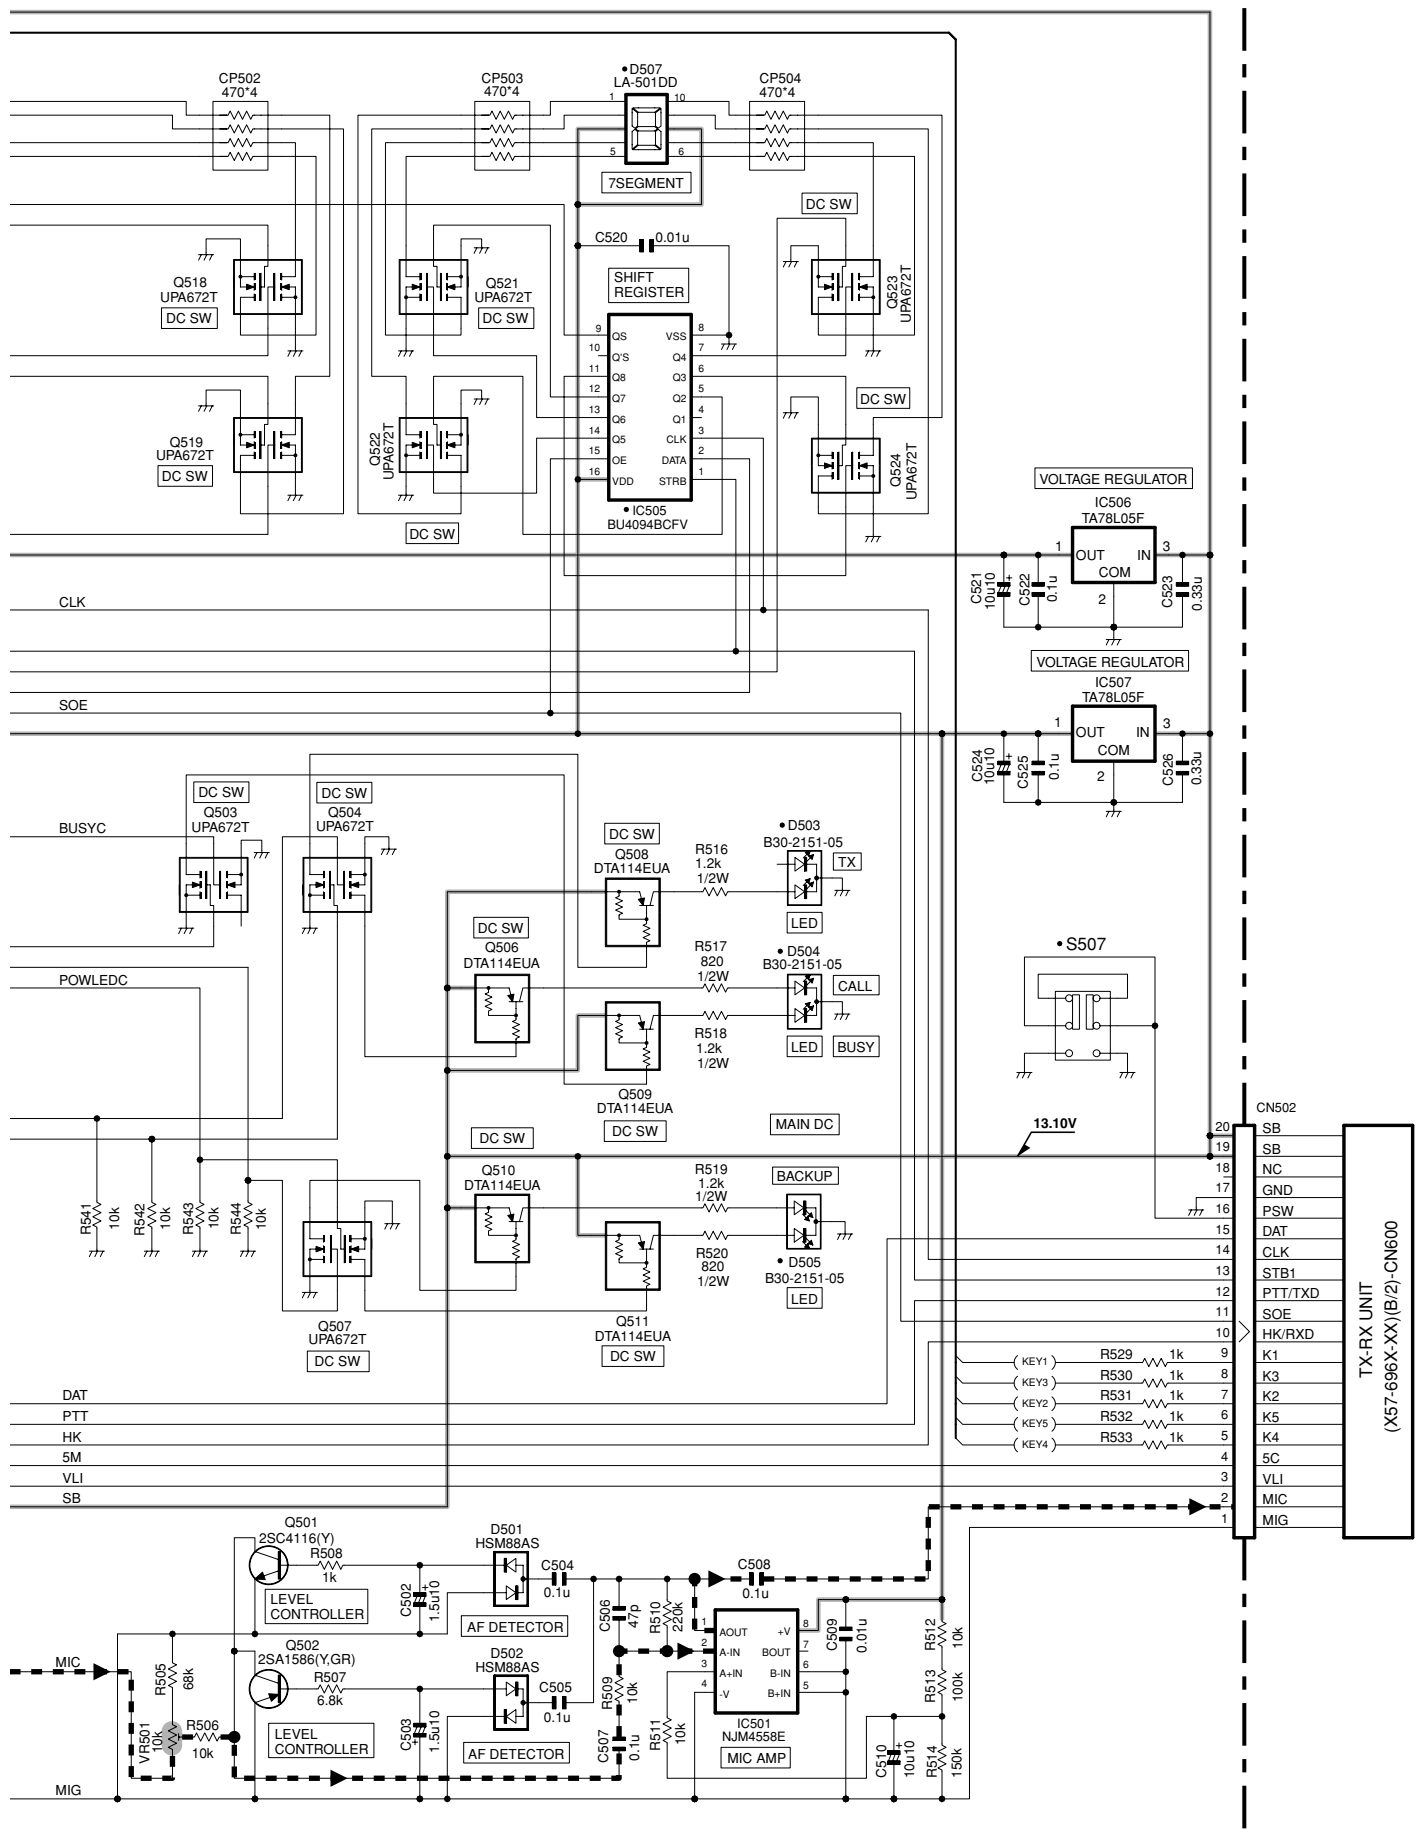 CP502
470*4
CP503
470*4
• D507
LA-501DD
CP504
470*4
1
10
5
6
7SEGMENT
DC SW
C520
0.01u
Q518
UPA672T
DC SW
Q521
UPA672T
DC SW
SHIFT
REGISTER
Q523
UPA672T
9 QS
10 Q'S
11 Q8
12 Q7
13 Q6
14 Q5
15 OE
16 VDD
VSS 8
Q4 7
Q3 6
Q2 5
Q1 4
CLK 3
DATA 2
STRB 1
• IC505
BU4094BCFV
Q519
UPA672T
DC SW
Q522
UPA672T
DC SW
DC SW
Q524
UPA672T
VOLTAGE REGULATOR
IC506
TA78L05F
1
OUT
IN
3
COM
2
C521
10u10
+
C522
0.1u
C523
0.33u
CLK
VOLTAGE REGULATOR
IC507
TA78L05F
SOE
1
OUT
IN
3
COM
2
C524
10u10
+
C525
0.1u
C526
0.33u
DC SW
Q503
UPA672T
DC SW
Q504
UPA672T
BUSYC
DC SW
Q508
DTA114EUA
R516
1.2k
1/2W
• D503
B30-2151-05
TX
LED
DC SW
Q506
DTA114EUA
R517
820
1/2W
• D504
B30-2151-05
CALL
• S507
POWLEDC
R518
1.2k
1/2W
LED
BUSY
Q509
DTA114EUA
DC SW
MAIN DC
13.10V
DC SW
Q510
DTA114EUA
R519
1.2k
1/2W
BACKUP
R541
10k
R542
10k
R543
10k
R544
10k
R520
820
1/2W
• D505
B30-2151-05
LED
Q507
UPA672T
DC SW
Q511
DTA114EUA
DC SW
CN502
20 SB
19 SB
18 NC
17 GND
16 PSW
15 DAT
14 CLK
13 STB1
12 PTT/TXD
11 SOE
10 HK/RXD
KEY1 R529 1k 9 K1
KEY3 R530 1k 8 K3
KEY2 R531 1k 7 K2
KEY5 R532 1k 6 K5
KEY4 R533 1k 5 K4
4 5C
3 VLI
2 MIC
1 MIG
TX-RX UNIT
(X57-696X-XX)(B/2)-CN600
DAT
PTT
HK
5M
VLI
SB
Q501
2SC4116(Y)
R508
1k
LEVEL
CONTROLLER
C502
+
1.5u10
D501
HSM88AS
C504
0.1u
AF DETECTOR
C506
47p
R510
220k
C508
0.1u
1 AOUT
2 A-IN
3 A+IN
4 -V
+V 8
BOUT 7
B-IN 6
B+IN 5
IC501
NJM4558E
MIC AMP
C509
0.01u
R512
10k
R513
100k
MIC
R505
68k
Q502
2SA1586(Y,GR)
R507
6.8k
D502
HSM88AS
C505
0.1u
R509
10k
VR501
10k
R506
10k
LEVEL
CONTROLLER
C503
+
1.5u10
AF DETECTOR
C507
0.1u
R511
10k
C510
+
10u10
R514
150k
MIG